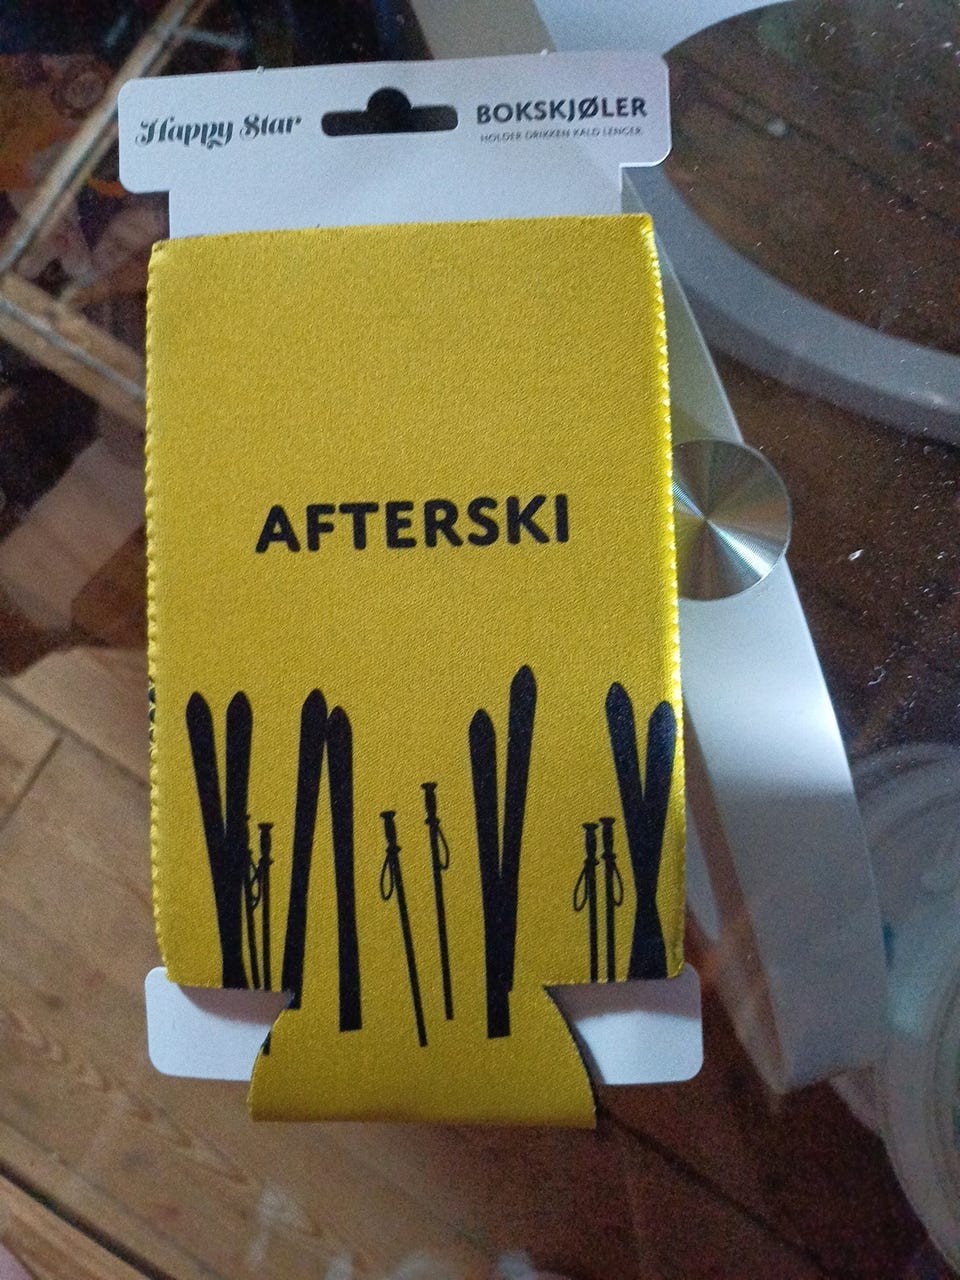 Happy Star
BOKSKJØLER
HOLDER DRIKKEN KALD LENGER
AFTERSKI